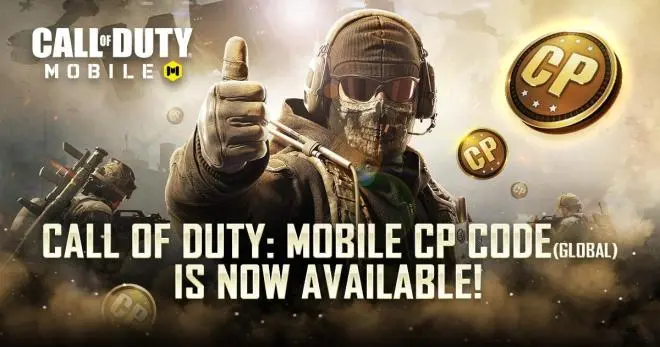 CALL OF DUTY
MOBILE
CP
CP
CALL OF DUTY: MOBILE CP CODE(GLOBAL)
IS NOW AVAILABLE!
CP